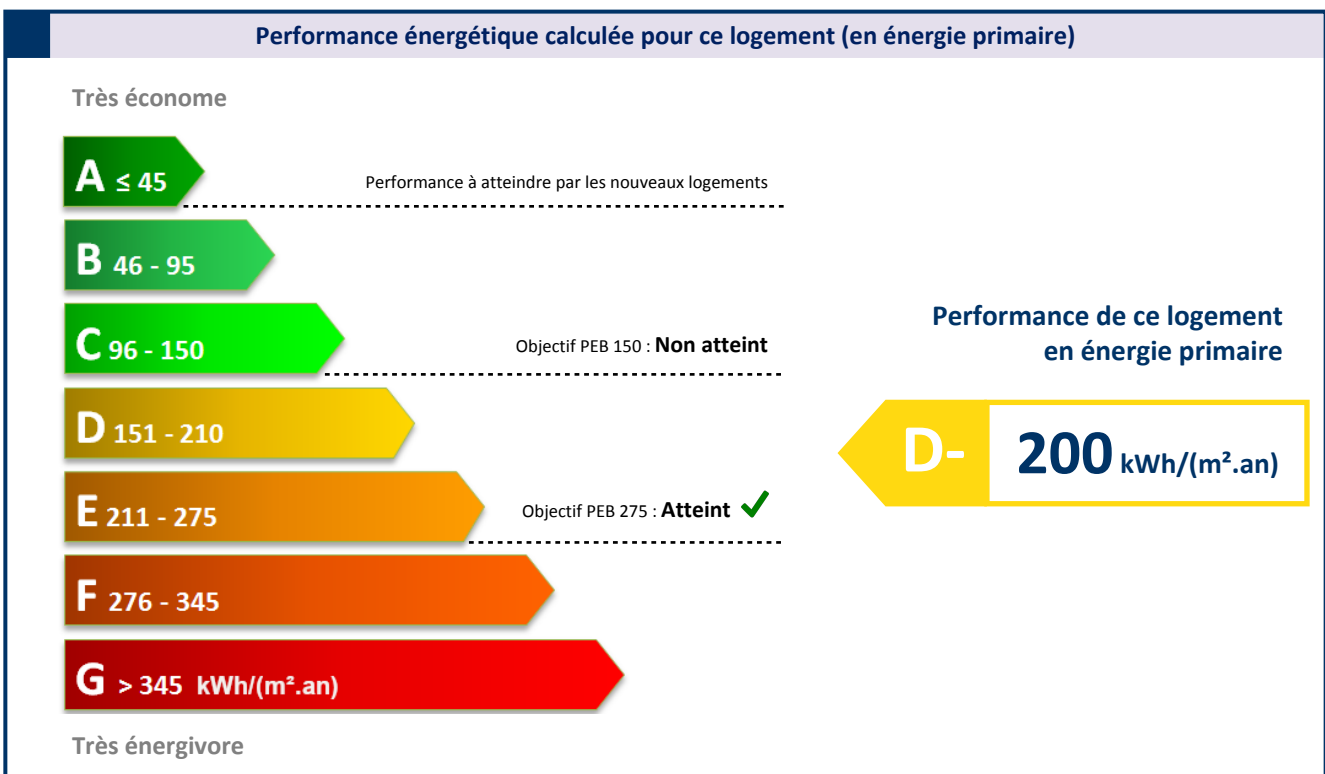 Performance énergétique calculée pour ce logement (en énergie primaire)
Très économe
A ≤ 45
Performance à atteindre par les nouveaux logements
B 46 - 95
C 96 - 150
Objectif PEB 150 : Non atteint
Performance de ce logement
en énergie primaire
D 151 - 210
D- 200 kWh/(m².an)
E 211 - 275
Objectif PEB 275 : Atteint ✓
F 276 - 345
G > 345 kWh/(m².an)
Très énergivore